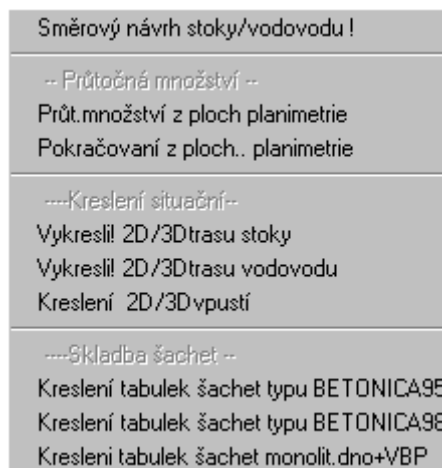 Směrový návrh stoky/vodovodu !
-- Průtočná množství --
Průt.množství z ploch planimetrie
Pokračovaní z ploch.. planimetrie
----Kreslení situační--
Vykresli! 2D/3Dtrasu stoky
Vykresli! 2D/3Dtrasu vodovodu
Kreslení 2D/3Dvpustí
----Skladba šachet --
Kreslení tabulek šachet typu BETONICA95
Kreslení tabulek šachet typu BETONICA98
Kresleni tabulek šachet monolit.dno+VBP